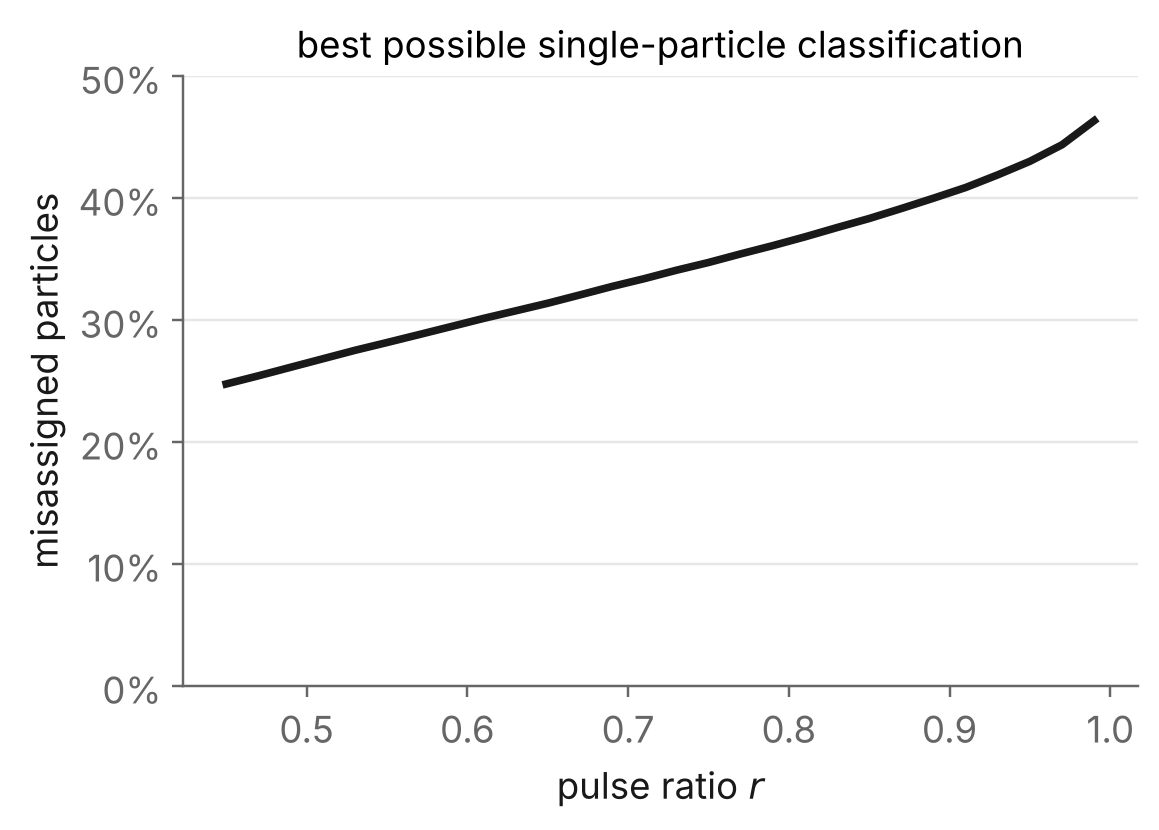 best possible single-particle classification
misassigned particles
50%
40%
30%
20%
10%
0%
0.5 0.6 0.7 0.8 0.9 1.0
pulse ratio r